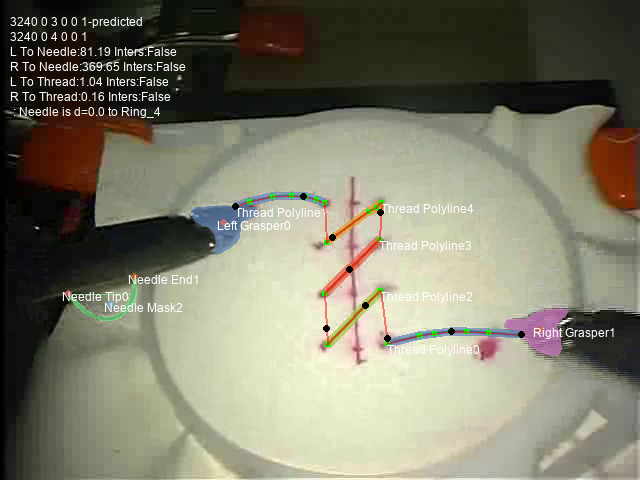 3240 0 3 0 0 1-predicted
3240 0 4 0 0 1
L To Needle:81.19 Inters:False
R To Needle:369.65 Inters:False
L To Thread:1.04 Inters:False
R To Thread:0.16 Inters:False
: Needle is d=0.0 to Ring_4
Thread Polyline4
Thread Polyline
Left Grasper0
Thread Polyline3
Needle End1
Needle Tip0
Thread Polyline2
Needle Mask2
Right Grasper1
Thread Polyline0